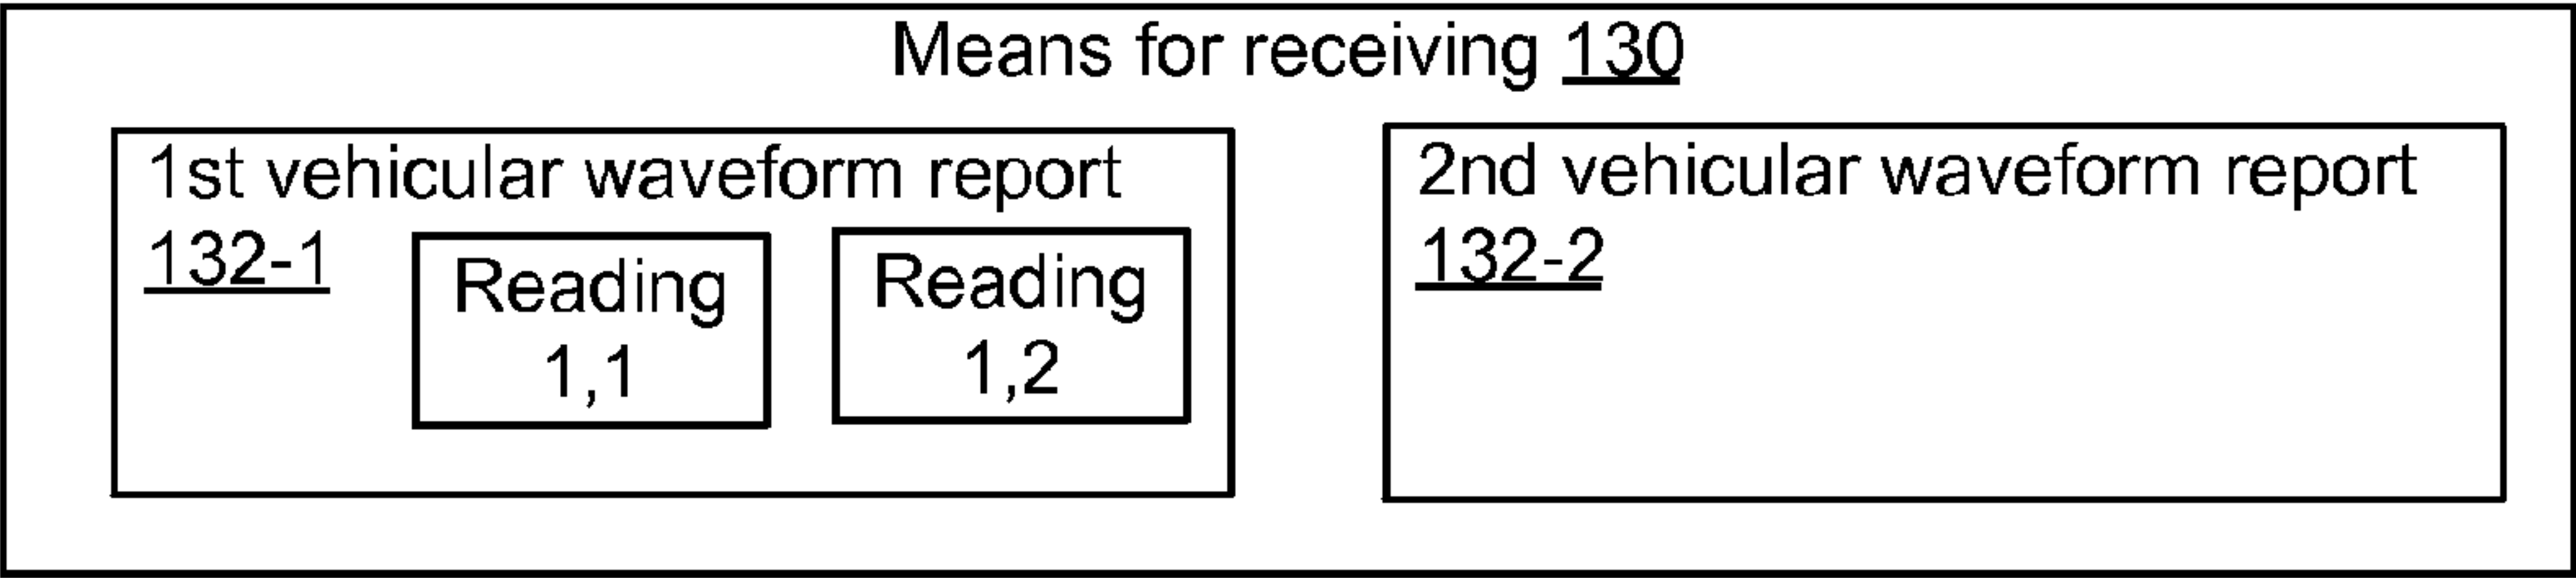 Means for receiving 130
1st vehicular waveform report
132-1
Reading
1,1
Reading
1,2
2nd vehicular waveform report
132-2